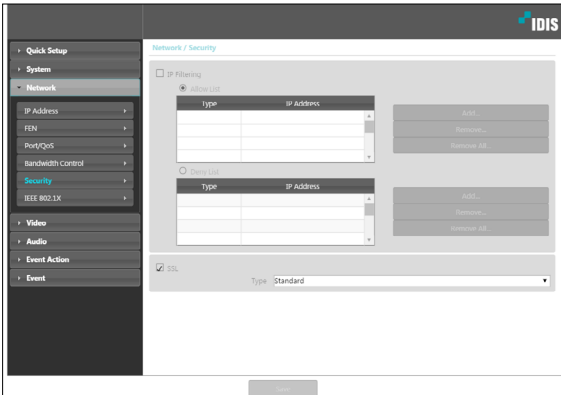 IDIS
Quick Setup
System
Network
IP Address
FEN
Port/QoS
Bandwidth Control
Security
IEEE 802.1X
Video
Audio
Event Action
Event
Network / Security
IP Filtering
Allow List
Type IP Address
Add...
Remove...
Remove All...
Deny List
Type IP Address
Add...
Remove...
Remove All...
SSL
Type Standard
Save